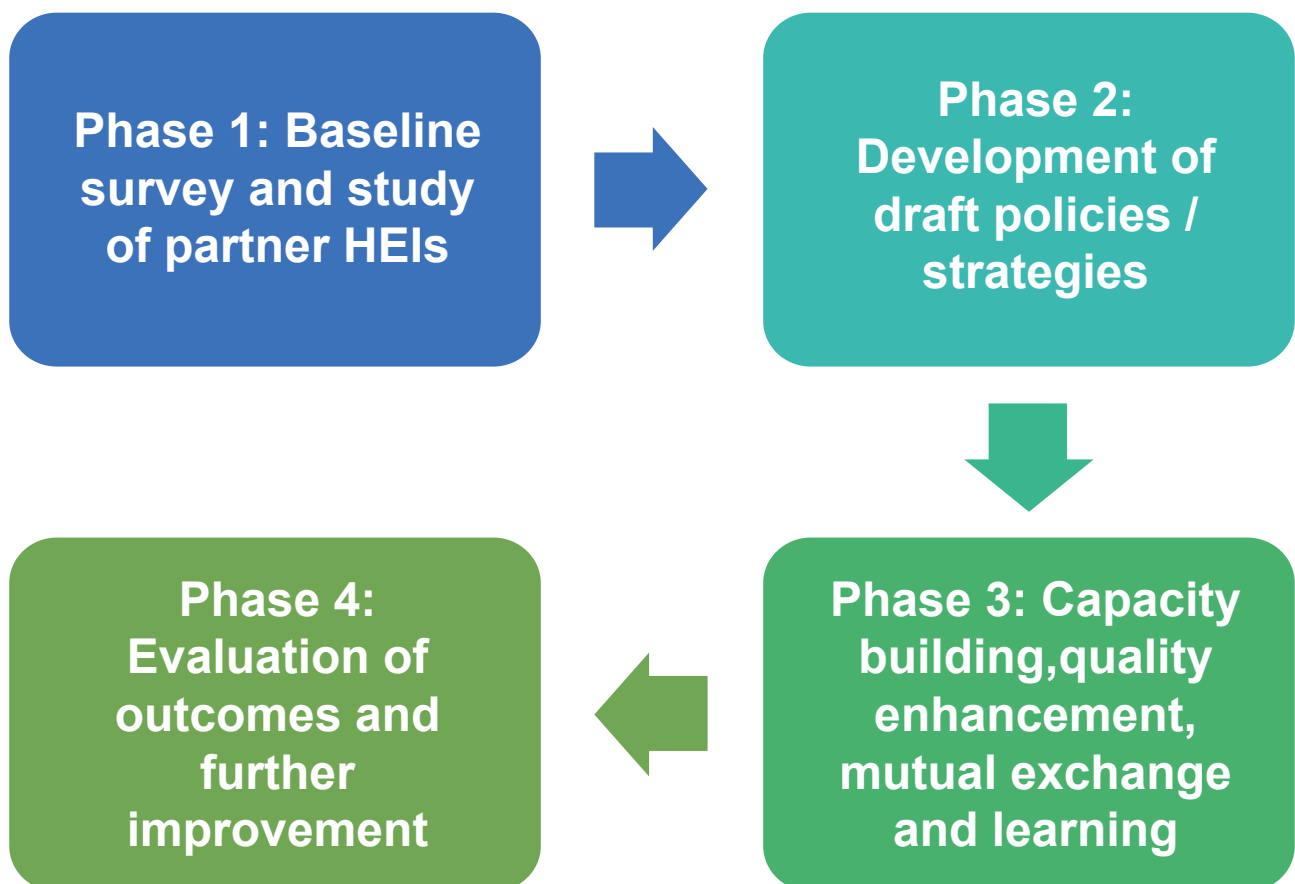 Phase 1: Baseline
survey and study
of partner HEIs
Phase 2:
Development of
draft policies /
strategies
Phase 3: Capacity
building,quality
enhancement,
mutual exchange
and learning
Phase 4:
Evaluation of
outcomes and
further
improvement